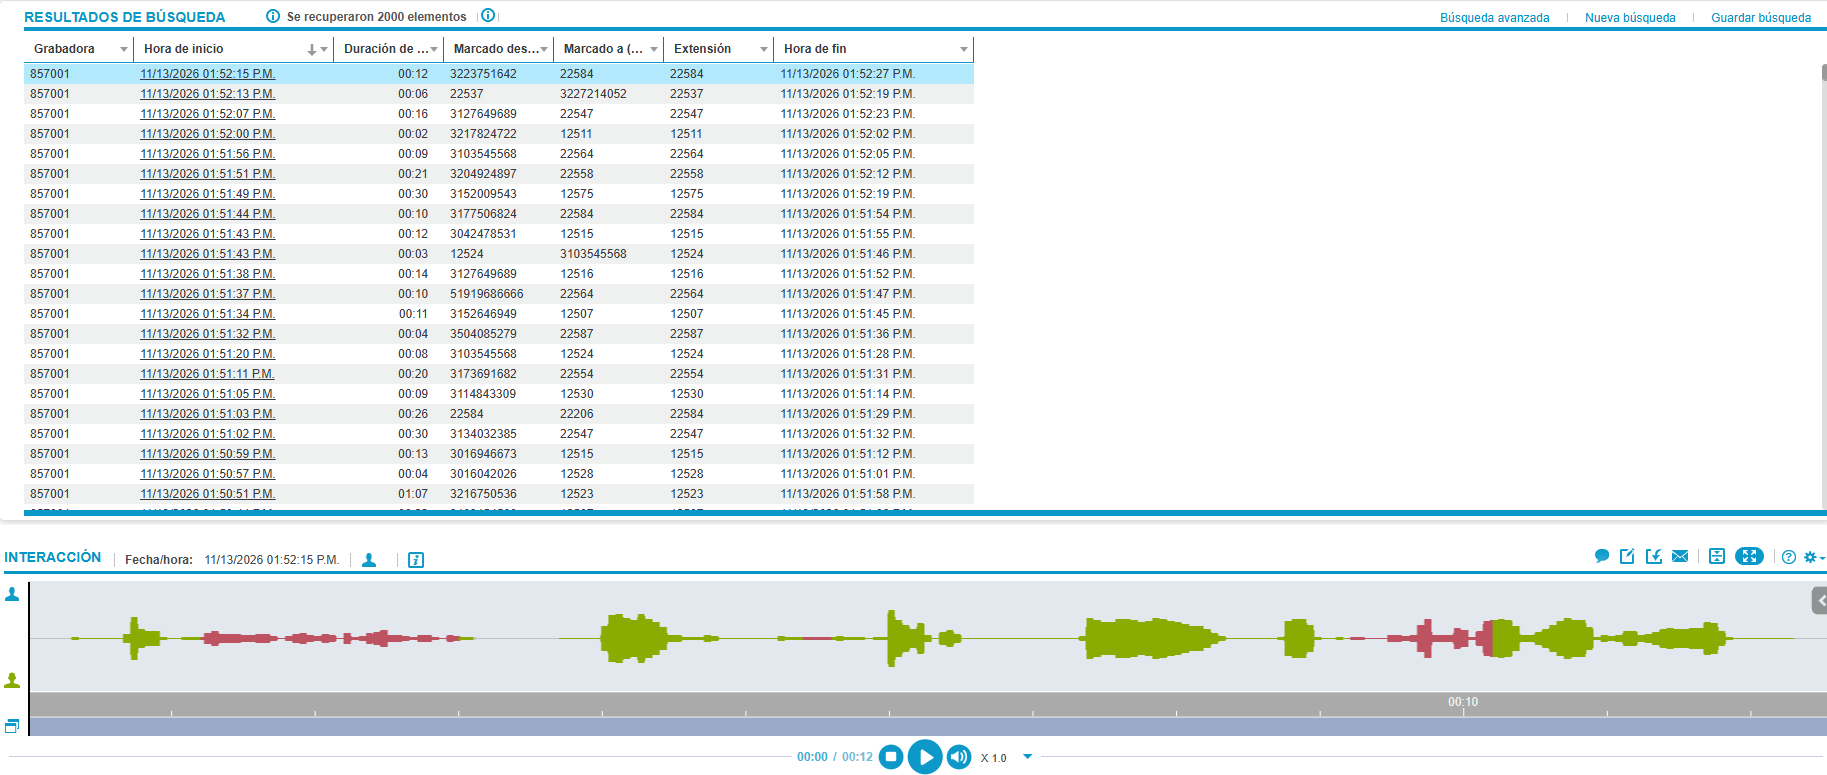 RESULTADOS DE BÚSQUEDA Se recuperaron 2000 elementos Búsqueda avanzada Nueva búsqueda Guardar búsqueda
Grabadora Hora de inicio Duración de ... Marcado des... Marcado a (... Extensión Hora de fin
857001 11/13/2026 01:52:15 P.M. 00:12 3223751642 22584 22584 11/13/2026 01:52:27 P.M.
857001 11/13/2026 01:52:13 P.M. 00:06 22537 3227214052 22537 11/13/2026 01:52:19 P.M.
857001 11/13/2026 01:52:07 P.M. 00:16 3127649689 22547 22547 11/13/2026 01:52:23 P.M.
857001 11/13/2026 01:52:00 P.M. 00:02 3217824722 12511 12511 11/13/2026 01:52:02 P.M.
857001 11/13/2026 01:51:56 P.M. 00:09 3103545568 22564 22564 11/13/2026 01:52:05 P.M.
857001 11/13/2026 01:51:51 P.M. 00:21 3204924897 22558 22558 11/13/2026 01:52:12 P.M.
857001 11/13/2026 01:51:49 P.M. 00:30 3152009543 12575 12575 11/13/2026 01:52:19 P.M.
857001 11/13/2026 01:51:44 P.M. 00:10 3177506824 22584 22584 11/13/2026 01:51:54 P.M.
857001 11/13/2026 01:51:43 P.M. 00:12 3042478531 12515 12515 11/13/2026 01:51:55 P.M.
857001 11/13/2026 01:51:43 P.M. 00:03 12524 3103545568 12524 11/13/2026 01:51:46 P.M.
857001 11/13/2026 01:51:38 P.M. 00:14 3127649689 12516 12516 11/13/2026 01:51:52 P.M.
857001 11/13/2026 01:51:37 P.M. 00:10 51919686666 22564 22564 11/13/2026 01:51:47 P.M.
857001 11/13/2026 01:51:34 P.M. 00:11 3152646949 12507 12507 11/13/2026 01:51:45 P.M.
857001 11/13/2026 01:51:32 P.M. 00:04 3504085279 22587 22587 11/13/2026 01:51:36 P.M.
857001 11/13/2026 01:51:20 P.M. 00:08 3103545568 12524 12524 11/13/2026 01:51:28 P.M.
857001 11/13/2026 01:51:11 P.M. 00:20 3173691682 22554 22554 11/13/2026 01:51:31 P.M.
857001 11/13/2026 01:51:05 P.M. 00:09 3114843309 12530 12530 11/13/2026 01:51:14 P.M.
857001 11/13/2026 01:51:03 P.M. 00:26 22584 22206 22584 11/13/2026 01:51:29 P.M.
857001 11/13/2026 01:51:02 P.M. 00:30 3134032385 22547 22547 11/13/2026 01:51:32 P.M.
857001 11/13/2026 01:50:59 P.M. 00:13 3016946673 12515 12515 11/13/2026 01:51:12 P.M.
857001 11/13/2026 01:50:57 P.M. 00:04 3016042026 12528 12528 11/13/2026 01:51:01 P.M.
857001 11/13/2026 01:50:51 P.M. 01:07 3216750536 12523 12523 11/13/2026 01:51:58 P.M.
INTERACCIÓN Fecha/hora: 11/13/2026 01:52:15 P.M.
00:10
00:00 / 00:12 X 1.0